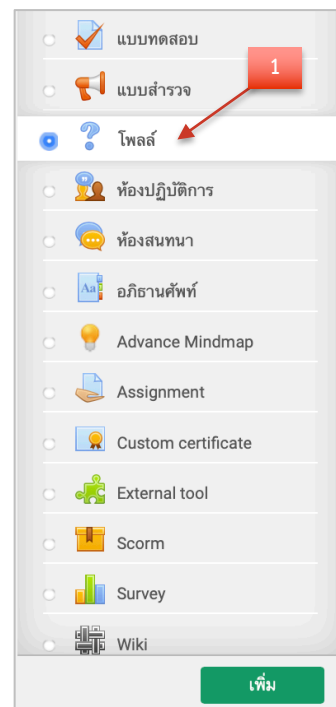 แบบทดสอบ
1
แบบสำรวจ
โพลล์
ห้องปฏิบัติการ
ห้องสนทนา
Aa
อภิธานศัพท์
Advance Mindmap
Assignment
Custom certificate
External tool
Scorm
Survey
Wiki
เพิ่ม